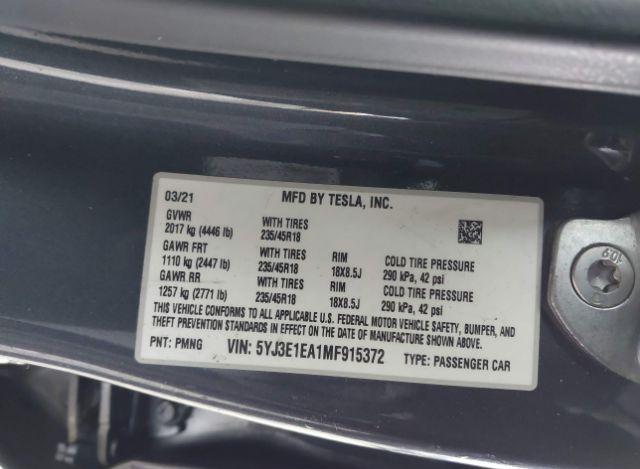 03/21 MFD BY TESLA, INC.
GVWR WITH TIRES
2017 kg (4446 lb) 235/45R18
GAWR FRT WITH TIRES RIM COLD TIRE PRESSURE
1110 kg (2447 lb) 235/45R18 18X8.5J 290 kPa, 42 psi
GAWR RR WITH TIRES RIM COLD TIRE PRESSURE
1257 kg (2771 lb) 235/45R18 18X8.5J 290 kPa, 42 psi
THIS VEHICLE CONFORMS TO ALL APPLICABLE U.S. FEDERAL MOTOR VEHICLE SAFETY, BUMPER, AND
THEFT PREVENTION STANDARDS IN EFFECT ON THE DATE OF MANUFACTURE SHOWN ABOVE.
PNT: PMNG VIN: 5YJ3E1EA1MF915372 TYPE: PASSENGER CAR
10.9